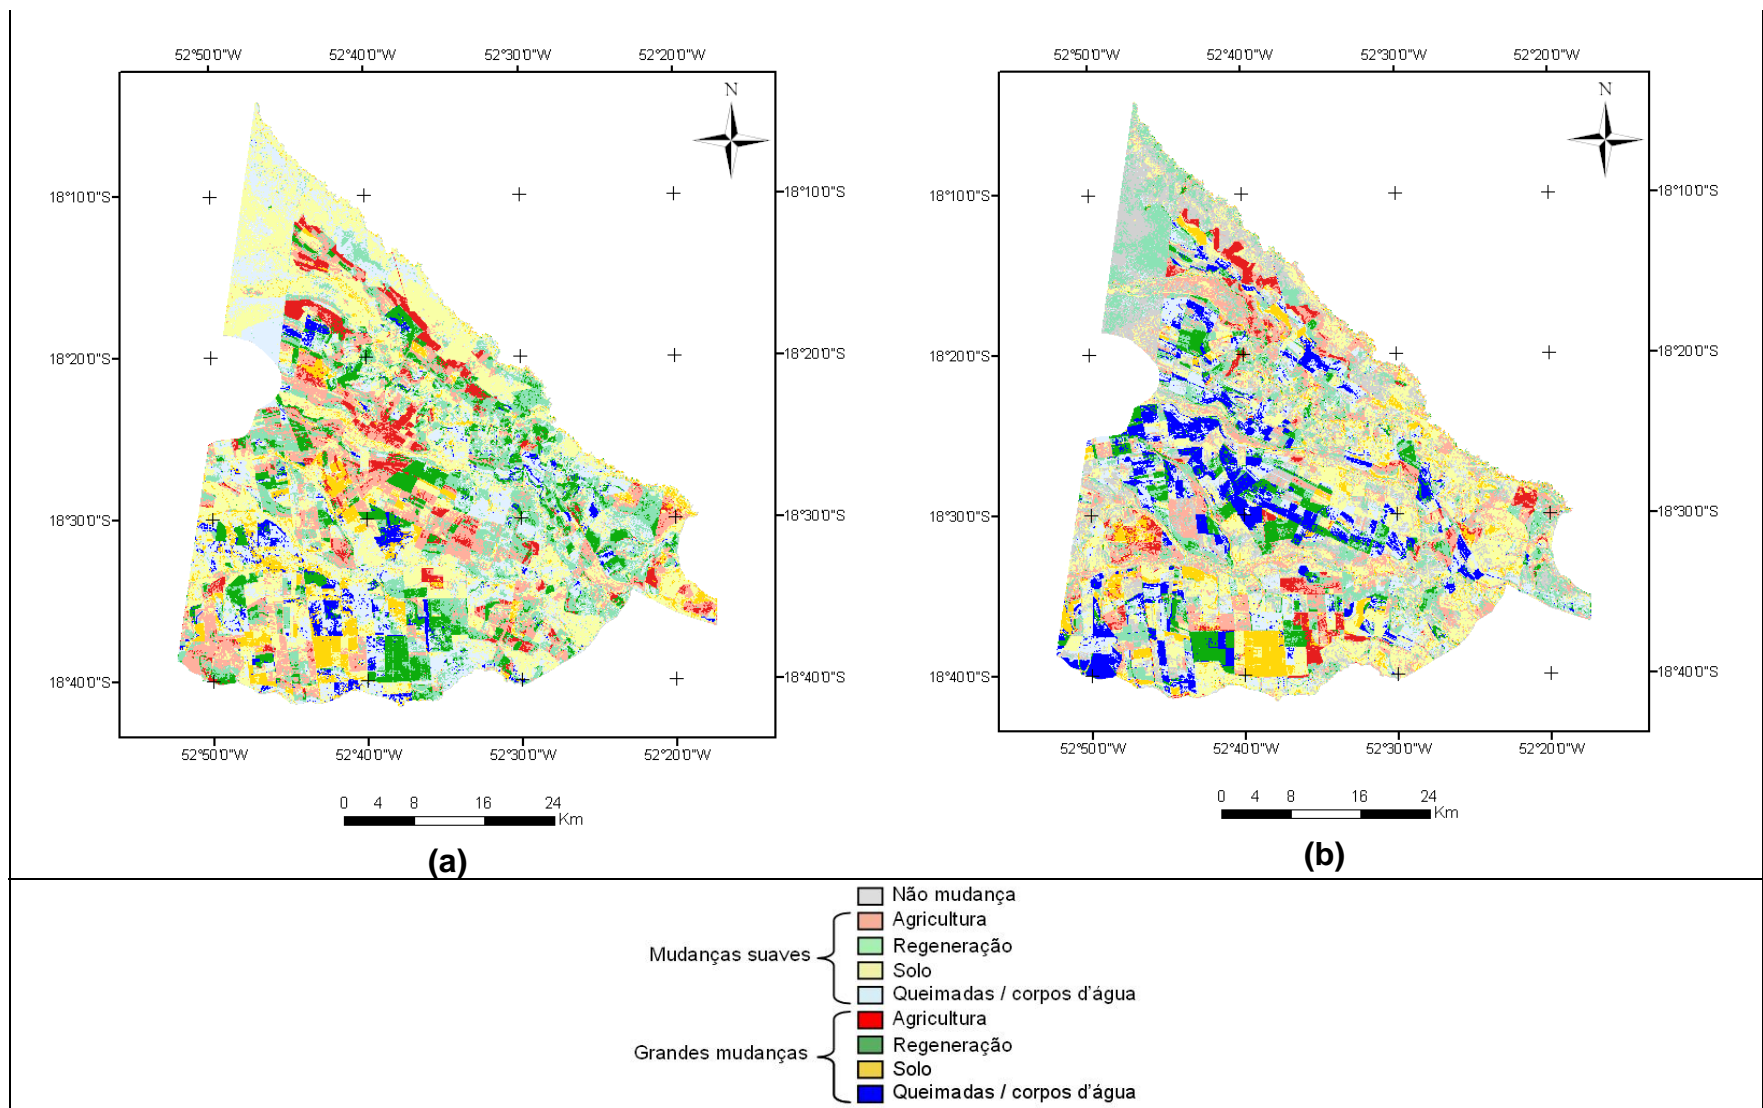 52°50'0"W 52°40'0"W 52°30'0"W 52°20'0"W
N
18°10'0"S 18°10'0"S
18°20'0"S 18°20'0"S
18°30'0"S 18°30'0"S
18°40'0"S 18°40'0"S
52°50'0"W 52°40'0"W 52°30'0"W 52°20'0"W
0 4 8 16 24
Km
(a)
52°50'0"W 52°40'0"W 52°30'0"W 52°20'0"W
N
18°10'0"S 18°10'0"S
18°20'0"S 18°20'0"S
18°30'0"S 18°30'0"S
18°40'0"S 18°40'0"S
52°50'0"W 52°40'0"W 52°30'0"W 52°20'0"W
0 4 8 16 24
Km
(b)
Não mudança
Mudanças suaves
Agricultura
Regeneração
Solo
Queimadas / corpos d'água
Grandes mudanças
Agricultura
Regeneração
Solo
Queimadas / corpos d'água